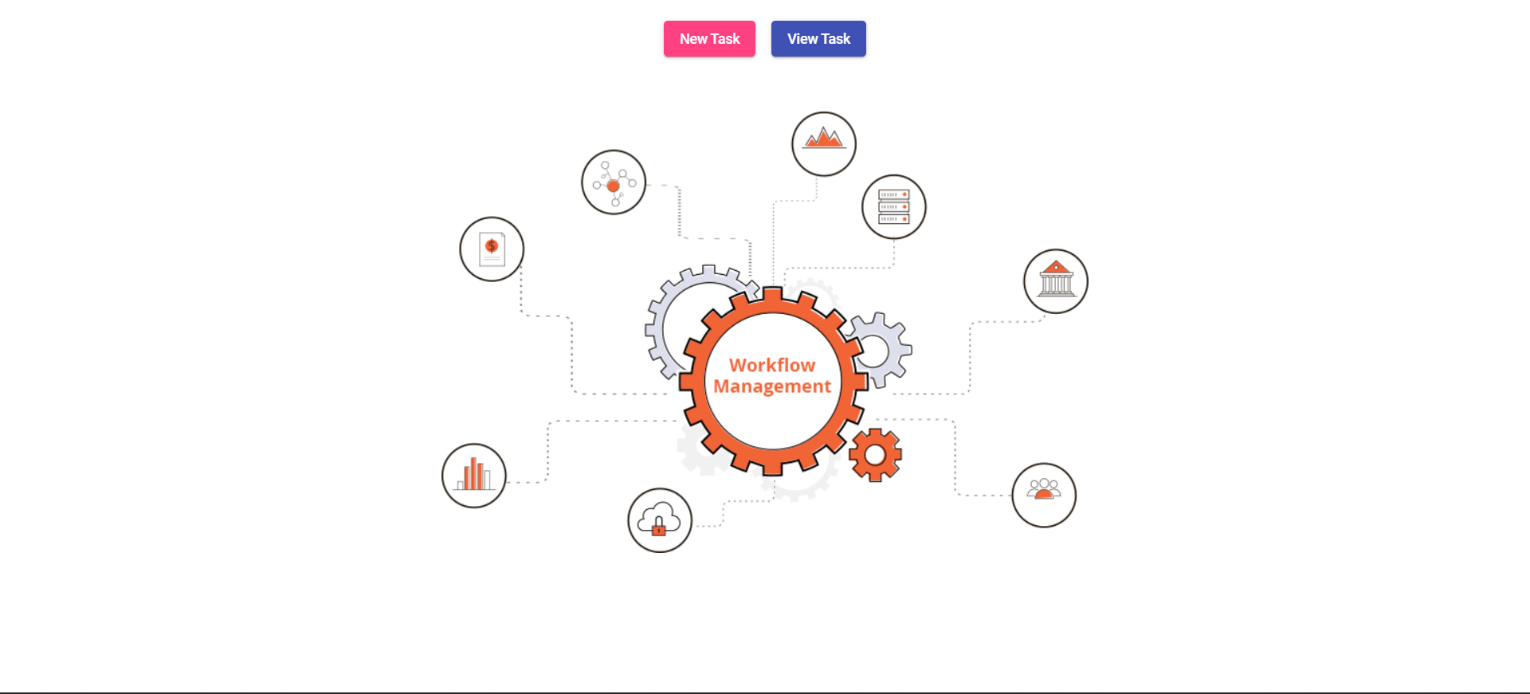 New Task
View Task
Workflow
Management
$